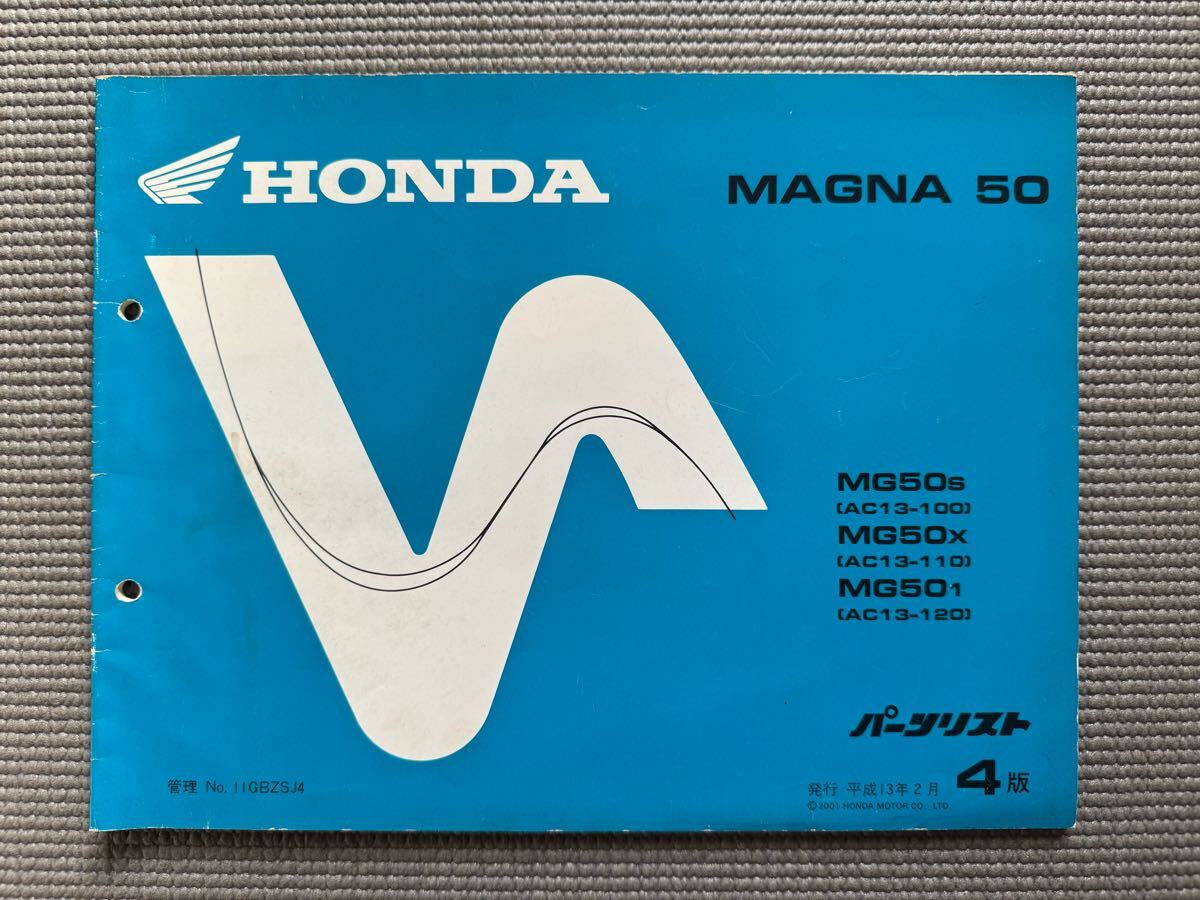 HONDA
MAGNA 50
MG50S
(AC13-100)
MG50X
(AC13-110)
MG501
(AC13-120)
パーツリスト
管理 No. 11GBZSJ4
発行 平成13年2月 4版
©2001 HONDA MOTOR CO., LTD.